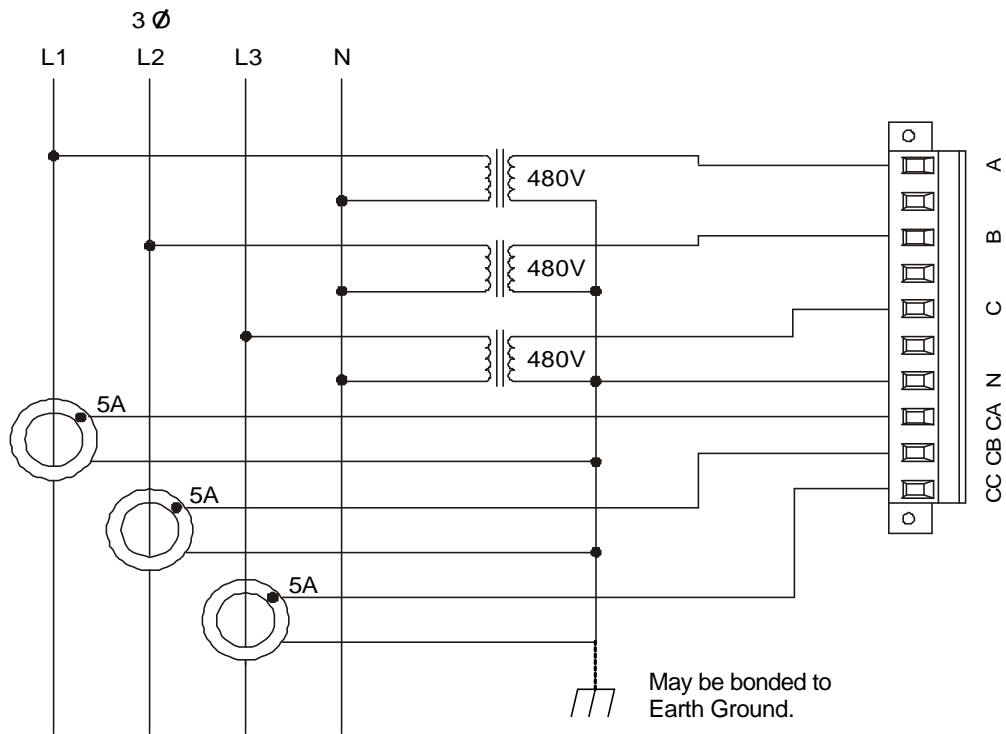 3 Ø
L1 L2 L3 N
480V
A
B
480V
C
480V
N
5A
CA
CB
5A
CC
5A
May be bonded to
Earth Ground.